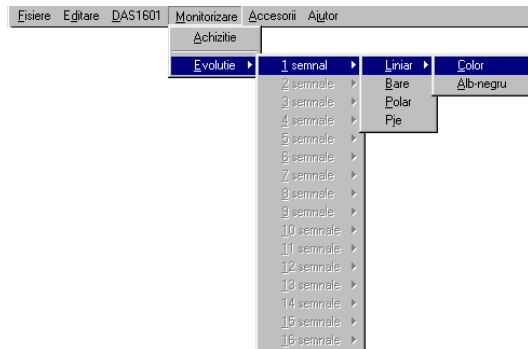 Fisiere Editare DAS1601 Monitorizare Accesorii Ajutor
Achizitie
Evolutie 1 semnal Liniar Color
2 semnale Bare Alb-negru
3 semnale Polar
4 semnale Pie
5 semnale
6 semnale
7 semnale
8 semnale
9 semnale
10 semnale
11 semnale
12 semnale
13 semnale
14 semnale
15 semnale
16 semnale